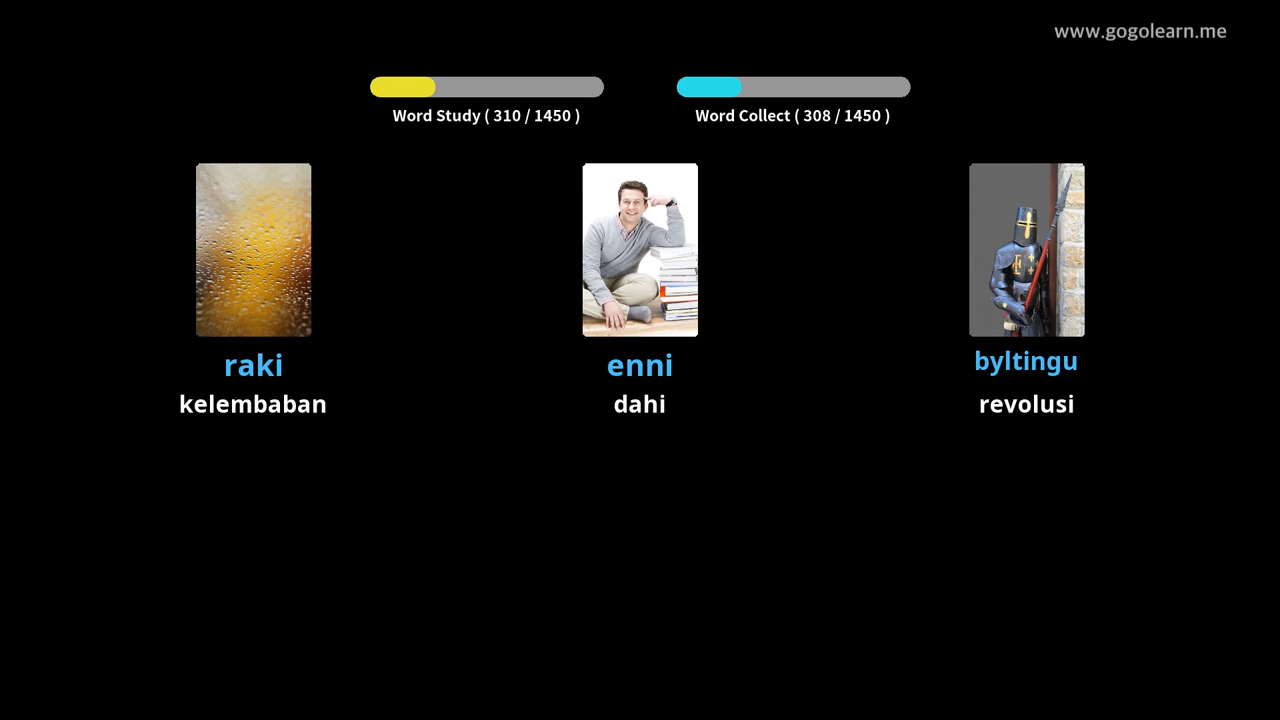 www.gogolearn.me
Word Study ( 310 / 1450 )
Word Collect ( 308 / 1450 )
raki
enni
byltingu
kelembaban
dahi
revolusi